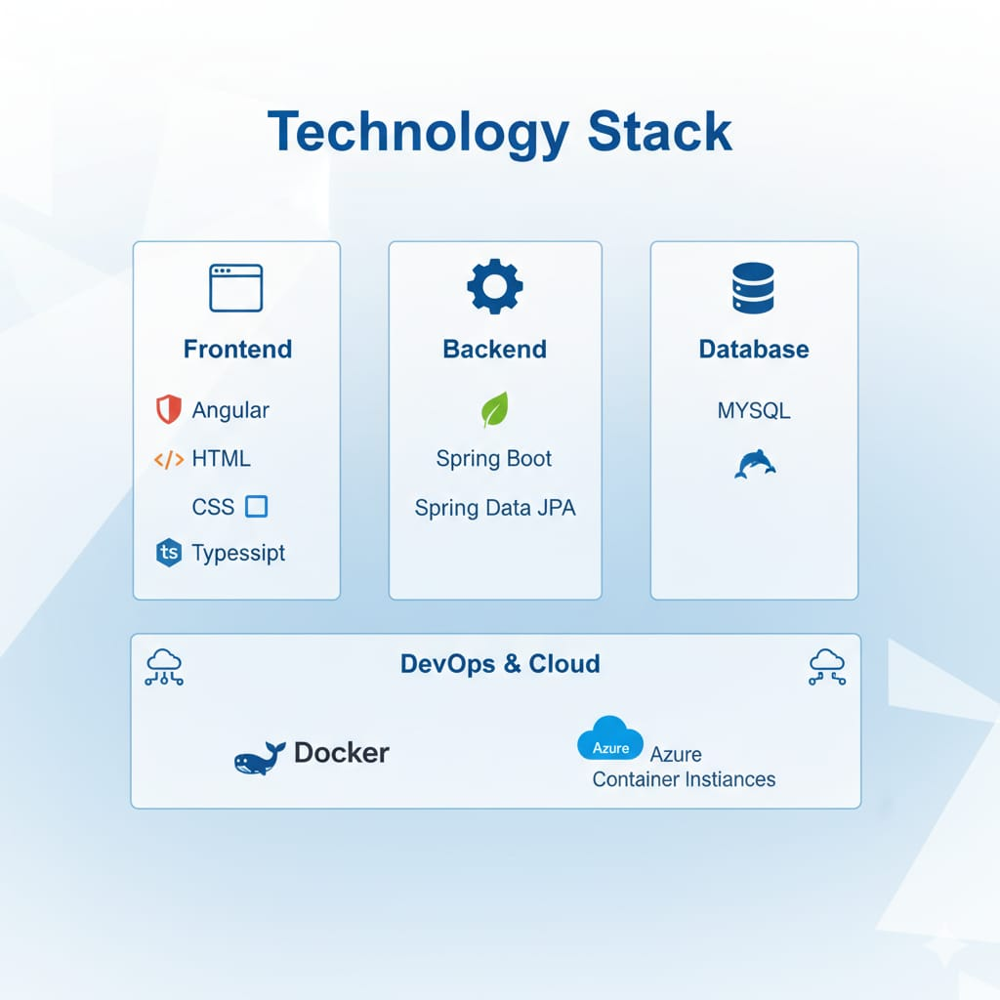 Technology Stack
Frontend
Angular
HTML
CSS
ts Typessipt
Backend
Spring Boot
Spring Data JPA
Database
MYSQL
DevOps & Cloud
Docker
Azure
Azure
Container Instiances